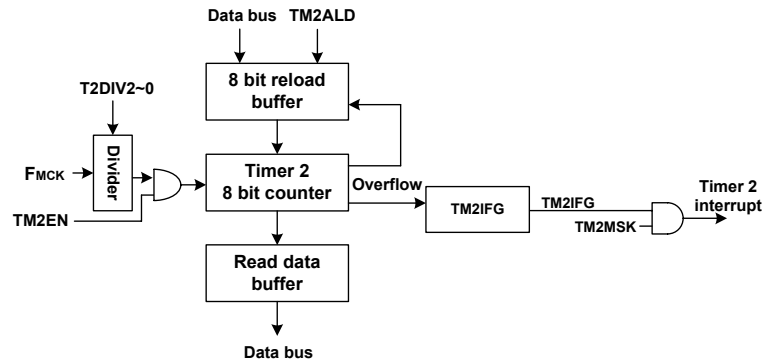 Data bus TM2ALD
8 bit reload
buffer
T2DIV2~0
Divider
FMCK
TM2EN
Timer 2
8 bit counter
Overflow
TM2IFG
TM2IFG
TM2MSK
Timer 2
interrupt
Read data
buffer
Data bus